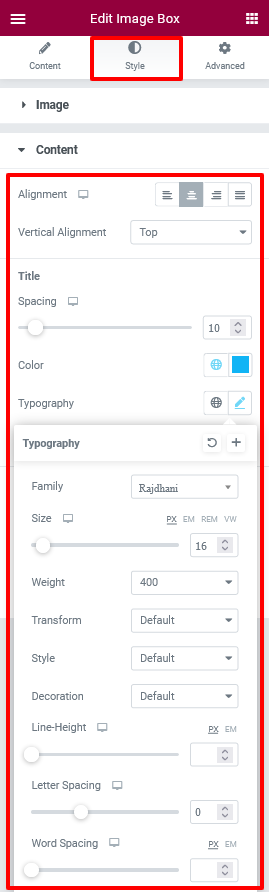 Edit Image Box
Content Style Advanced
Image
Content
Alignment
Vertical Alignment Top
Title
Spacing
10
Color
Typography
Typography
Family Rajdhani
Size PX EM REM VW
16
Weight 400
Transform Default
Style Default
Decoration Default
Line-Height PX EM
Letter Spacing
0
Word Spacing PX EM